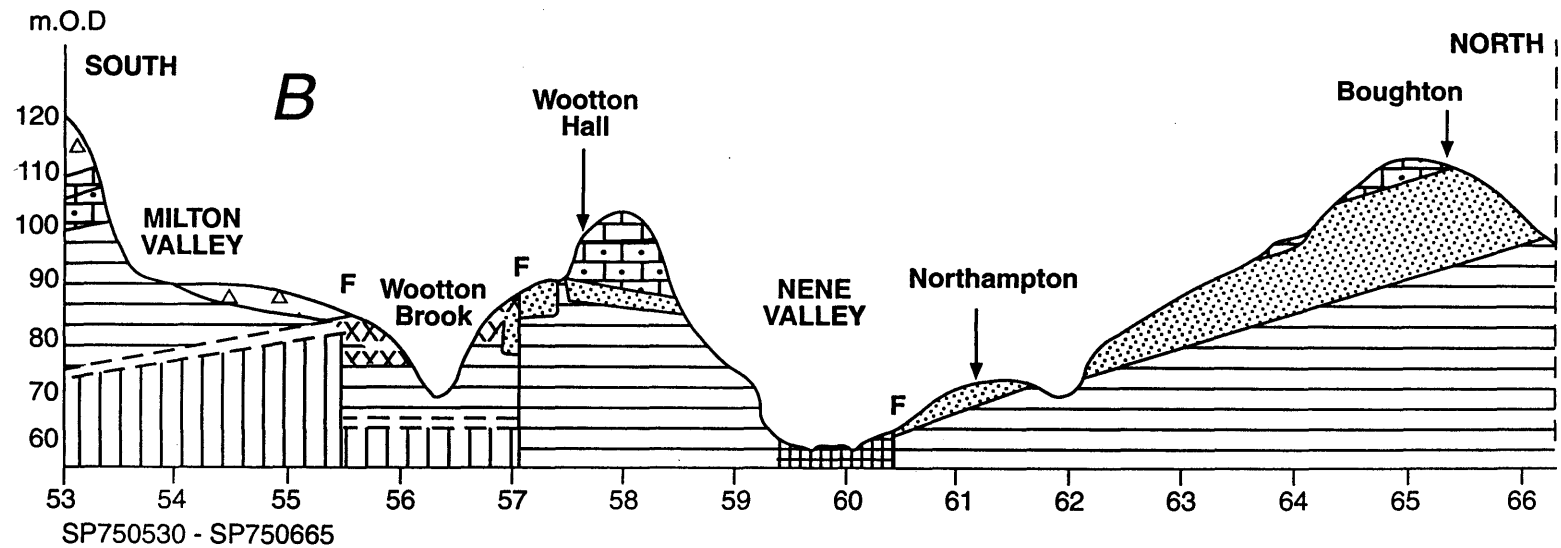 m.O.D
SOUTH
B
NORTH
Wootton
Hall
Boughton
120
110
100
90
80
70
60
MILTON
VALLEY
F
Wootton
Brook
F
NENE
VALLEY
Northampton
F
53 54 55 56 57 58 59 60 61 62 63 64 65 66
SP750530 - SP750665